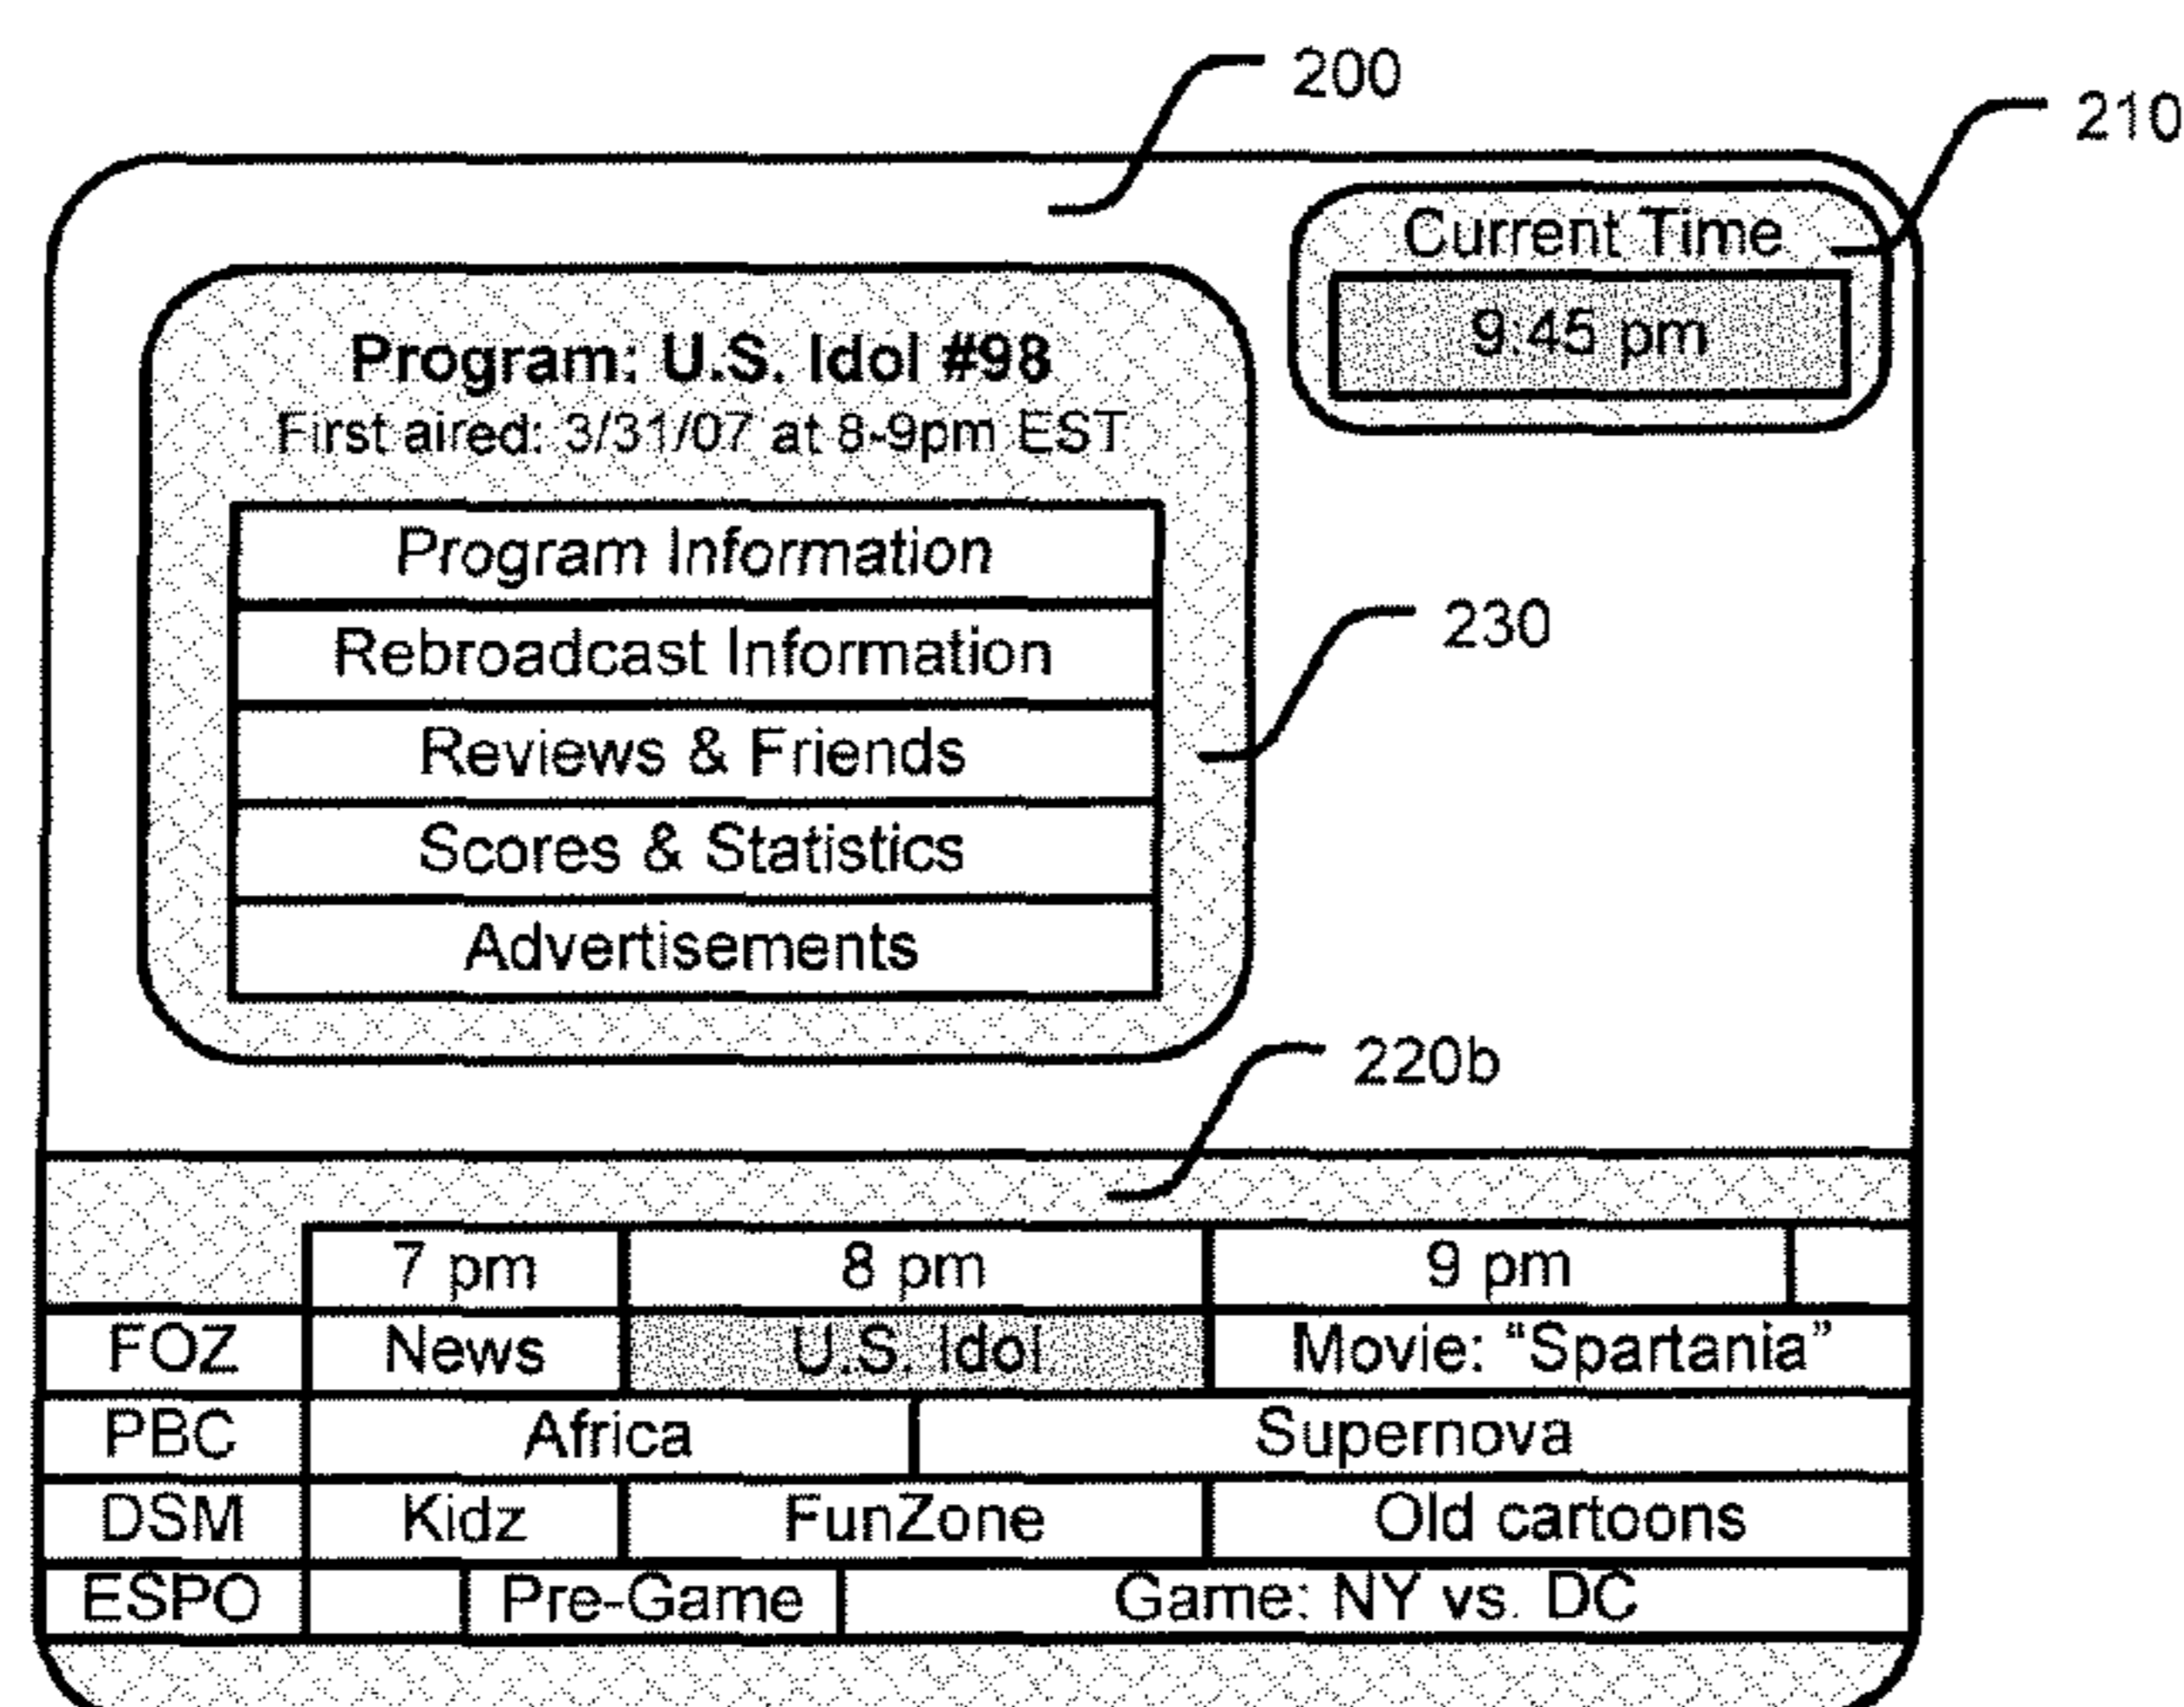 200
210
Current Time
9:45 pm
Program: U.S. Idol #98
First aired: 3/31/07 at 8-9pm EST
Program Information
Rebroadcast Information
230
Reviews & Friends
Scores & Statistics
Advertisements
220b
7 pm 8 pm 9 pm
FOZ News U.S. Idol Movie: “Spartania”
PBC Africa Supernova
DSM Kidz FunZone Old cartoons
ESPO Pre-Game Game: NY vs. DC